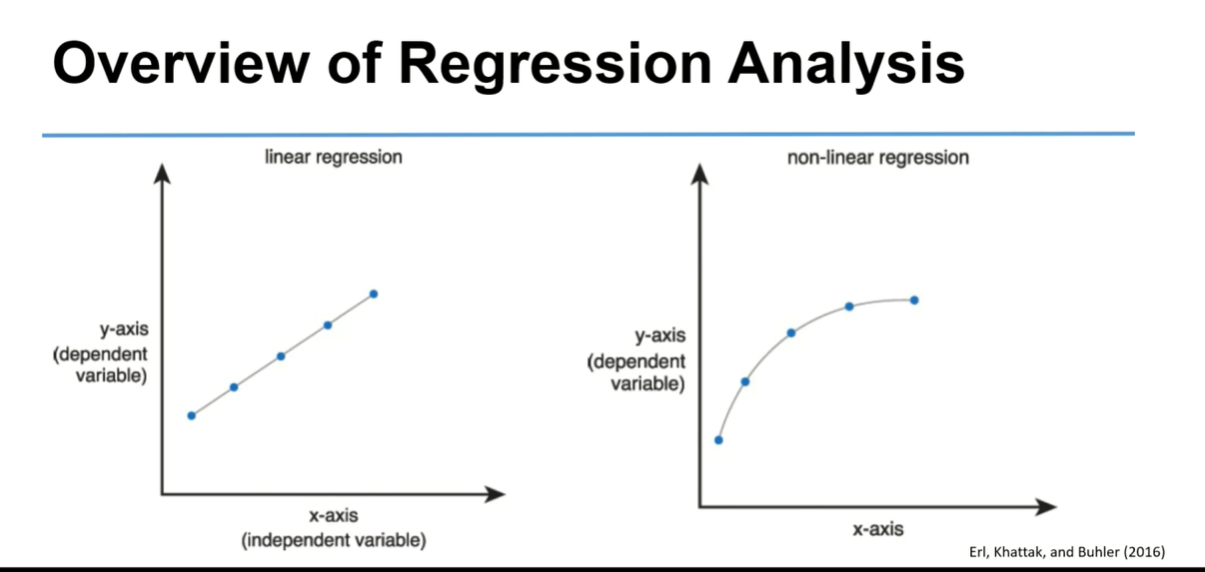 Overview of Regression Analysis
linear regression
y-axis
(dependent
variable)
x-axis
(independent variable)
non-linear regression
y-axis
(dependent
variable)
x-axis
Erl, Khattak, and Buhler (2016)